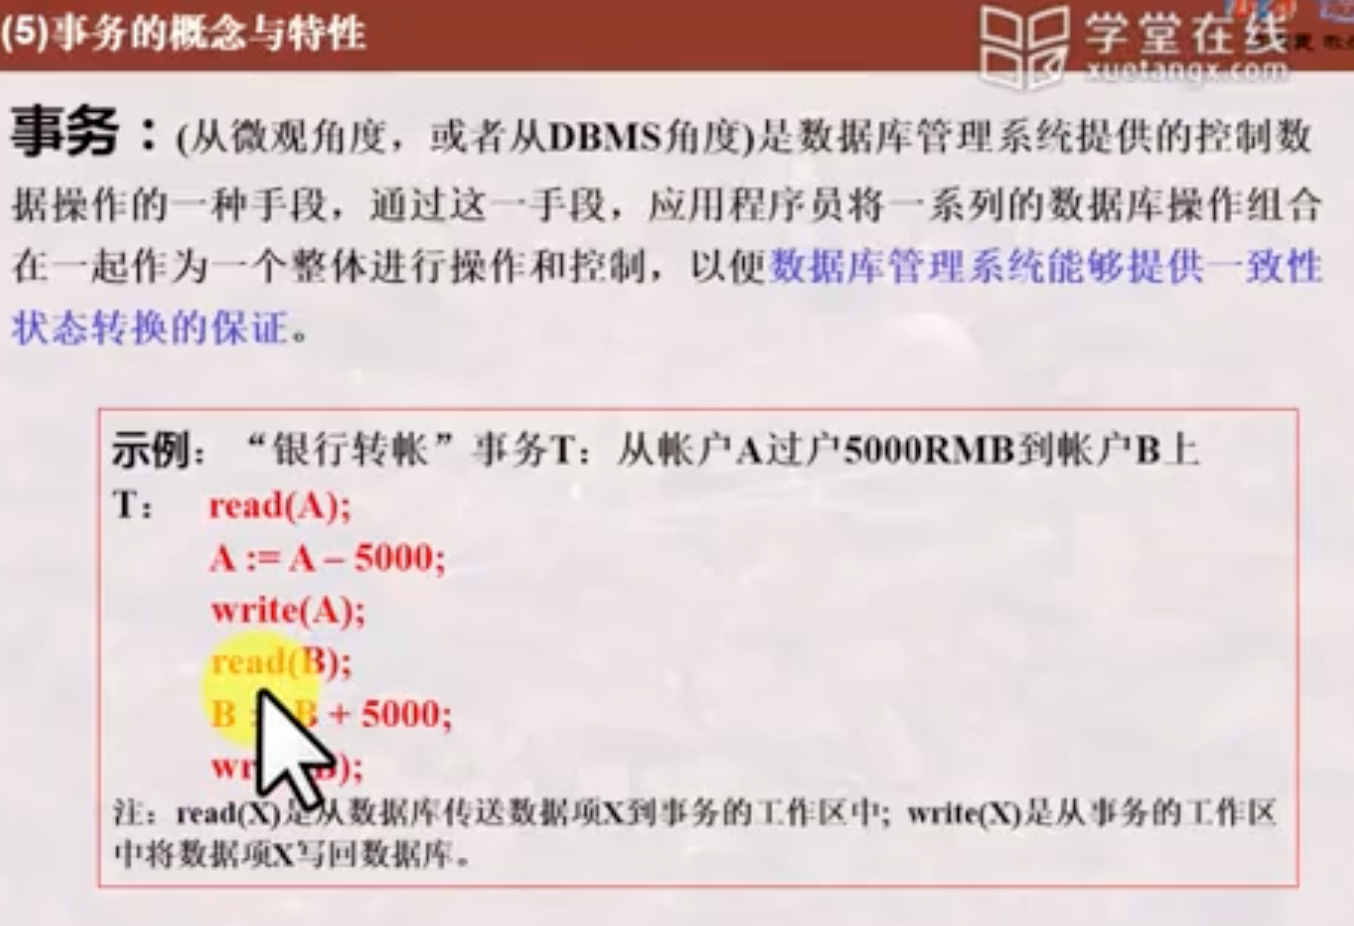 (5)事务的概念与特性
学堂在线
xuetangx.com
事务：(从微观角度，或者从DBMS角度)是数据库管理系统提供的控制数
据操作的一种手段，通过这一手段，应用程序员将一系列的数据库操作组合
在一起作为一个整体进行操作和控制，以便数据库管理系统能够提供一致性
状态转换的保证。
示例：“银行转帐”事务T：从帐户A过户5000RMB到帐户B上
T： read(A);
A := A – 5000;
write(A);
read(B);
B B + 5000;
注：read(X)是从数据库传送数据项X到事务的工作区中; write(X)是从事务的工作区
中将数据项X写回数据库。